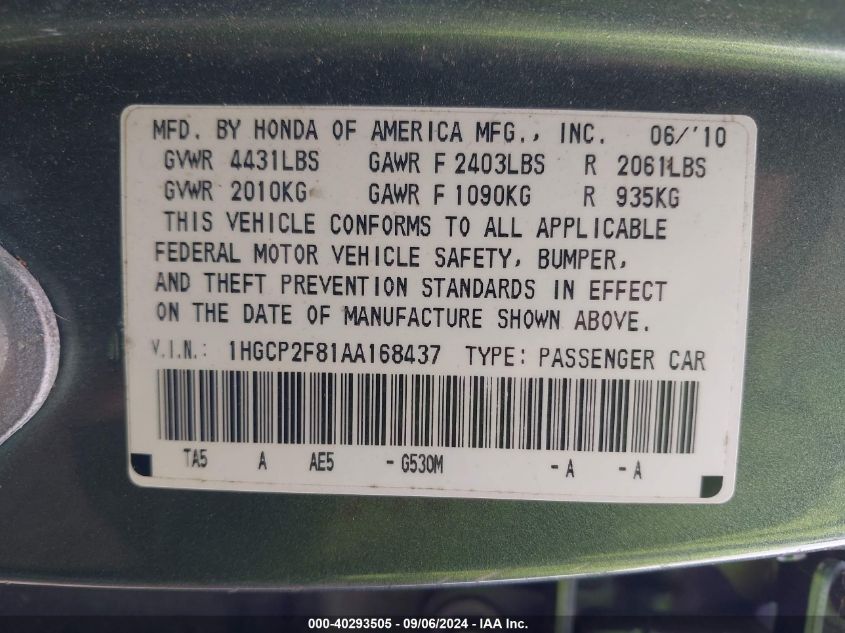 MFD. BY HONDA OF AMERICA MFG., INC. 06/'10
GVWR 4431LBS GAWR F 2403LBS R 2061LBS
GVWR 2010KG GAWR F 1090KG R 935KG
THIS VEHICLE CONFORMS TO ALL APPLICABLE
FEDERAL MOTOR VEHICLE SAFETY, BUMPER,
AND THEFT PREVENTION STANDARDS IN EFFECT
ON THE DATE OF MANUFACTURE SHOWN ABOVE.
V.I.N.: 1HGCP2F81AA168437 TYPE: PASSENGER CAR
TA5 A AE5 - G530M - A - A
000-40293505 - 09/06/2024 - IAA Inc.